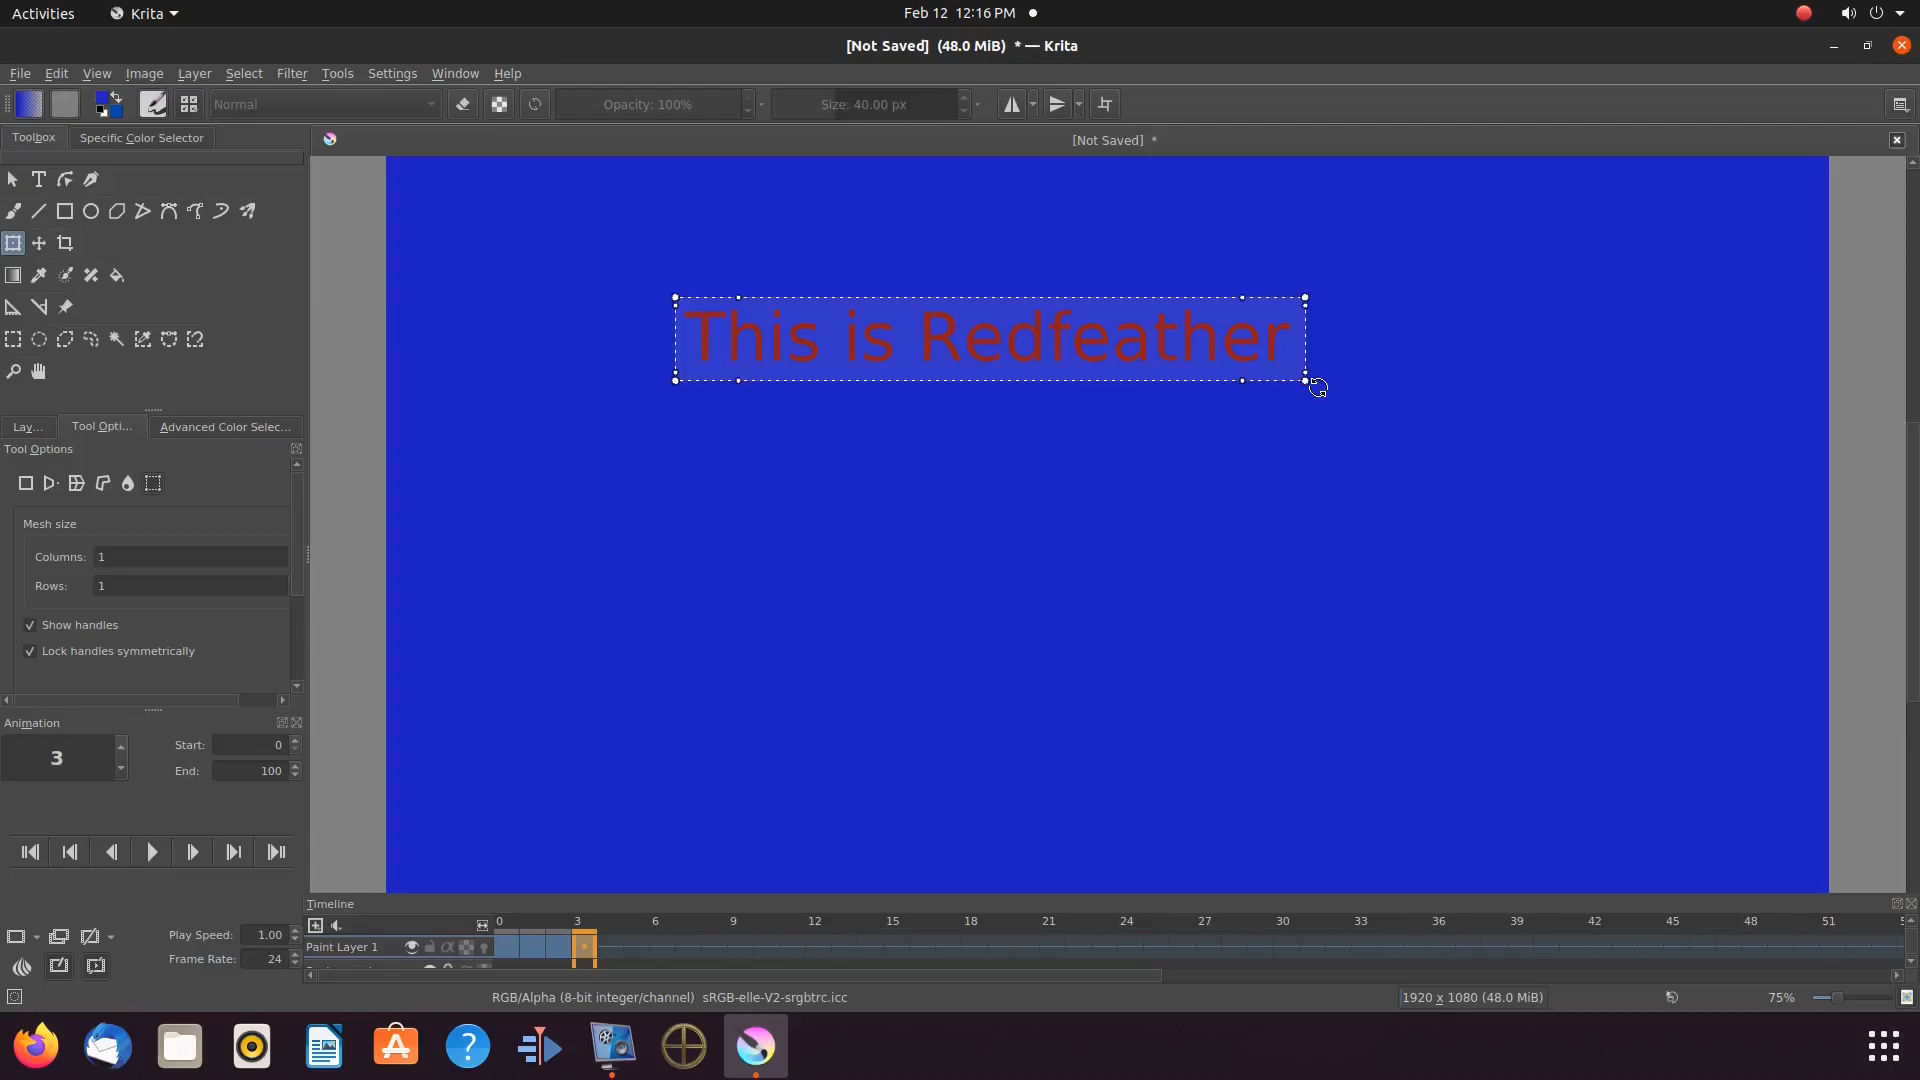 Activities
Krita
Feb 12 12:16 PM
[Not Saved] (48.0 MiB) * — Krita
File Edit View Image Layer Select Filter Tools Settings Window Help
Normal
Opacity: 100%
Size: 40.00 px
Toolbox
Specific Color Selector
[Not Saved] *
This is Redfeather
Lay...
Tool Opti...
Advanced Color Selec...
Tool Options
Mesh size
Columns: 1
Rows: 1
Show handles
Lock handles symmetrically
Animation
3
Start: 0
End: 100
Timeline
0 3 6 9 12 15 18 21 24 27 30 33 36 39 42 45 48 51
Play Speed: 1.00
Paint Layer 1
Frame Rate: 24
RGB/Alpha (8-bit integer/channel) sRGB-elle-V2-srgbtrc.icc
1920 x 1080 (48.0 MiB)
75%